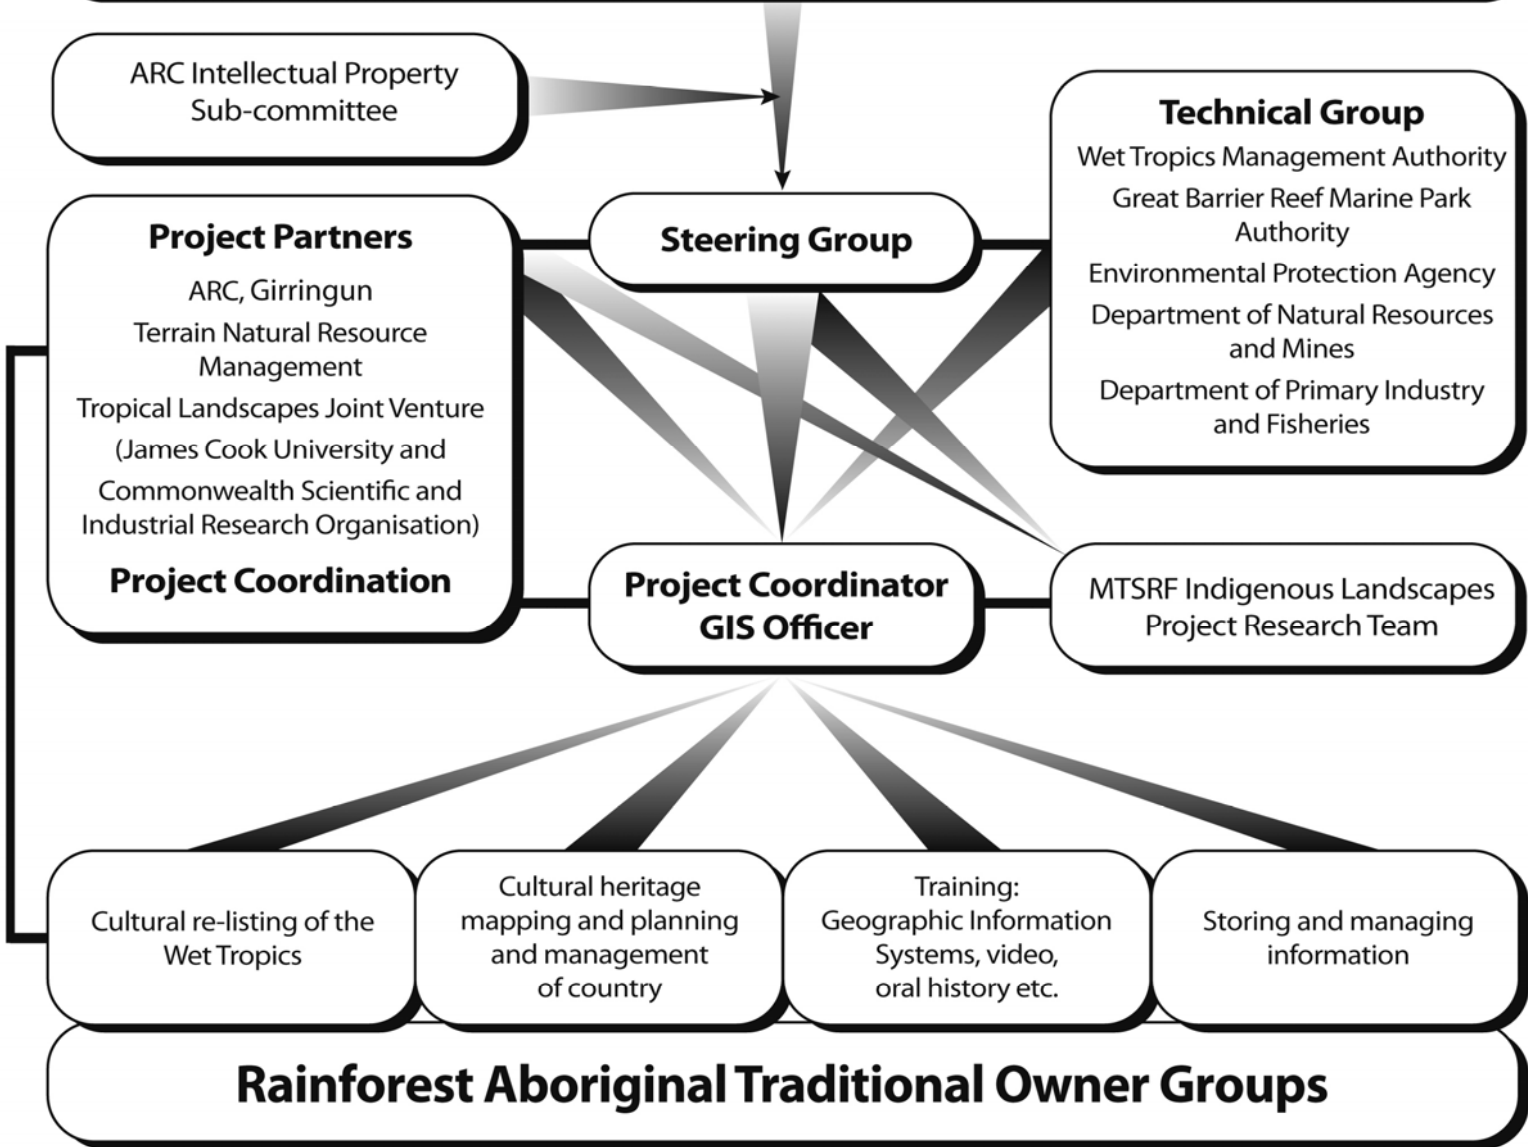 ARC Intellectual Property
Sub-committee
Technical Group
Wet Tropics Management Authority
Great Barrier Reef Marine Park
Authority
Environmental Protection Agency
Department of Natural Resources
and Mines
Department of Primary Industry
and Fisheries
Project Partners
ARC, Girringun
Terrain Natural Resource
Management
Tropical Landscapes Joint Venture
(James Cook University and
Commonwealth Scientific and
Industrial Research Organisation)
Project Coordination
Steering Group
Project Coordinator
GIS Officer
MTSRF Indigenous Landscapes
Project Research Team
Cultural re-listing of the
Wet Tropics
Cultural heritage
mapping and planning
and management
of country
Training:
Geographic Information
Systems, video,
oral history etc.
Storing and managing
information
Rainforest Aboriginal Traditional Owner Groups